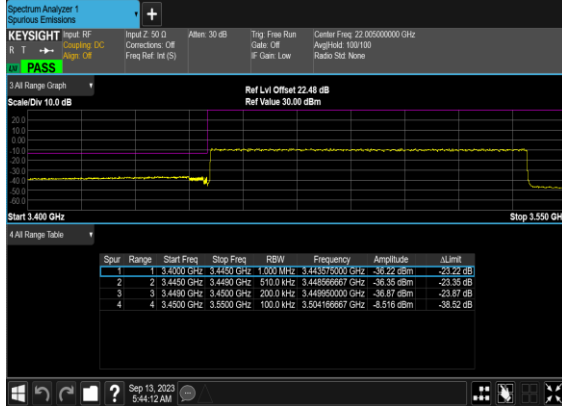 Spectrum Analyzer 1
Spurious Emissions
KEYSIGHT Input: RF Input Z: 50 Ω Atten: 30 dB Trig: Free Run Center Freq: 22.005000000 GHz
R T Coupling: DC Corrections: Off Gate: Off Avg|Hold: 100/100
Align: Off Freq Ref: Int (S) IF Gain: Low Radio Std: None
PASS
3 All Range Graph
Ref Lvl Offset 22.48 dB
Scale/Div 10.0 dB Ref Value 30.00 dBm
20.0
10.0
0.00
-10.0
-20.0
-30.0
-40.0
-50.0
-60.0
Start 3.400 GHz Stop 3.550 GH
4 All Range Table
Spur Range Start Freq Stop Freq RBW Frequency Amplitude ΔLimit
1 1 3.4000 GHz 3.4450 GHz 1.000 MHz 3.443575000 GHz -36.22 dBm -23.22 dB
2 2 3.4450 GHz 3.4490 GHz 510.0 kHz 3.448566667 GHz -36.35 dBm -23.35 dB
3 3 3.4490 GHz 3.4500 GHz 200.0 kHz 3.449950000 GHz -36.87 dBm -23.87 dB
4 4 3.4500 GHz 3.5500 GHz 100.0 kHz 3.504166667 GHz -8.516 dBm -38.52 dB
Sep 13, 2023
5:44:12 AM